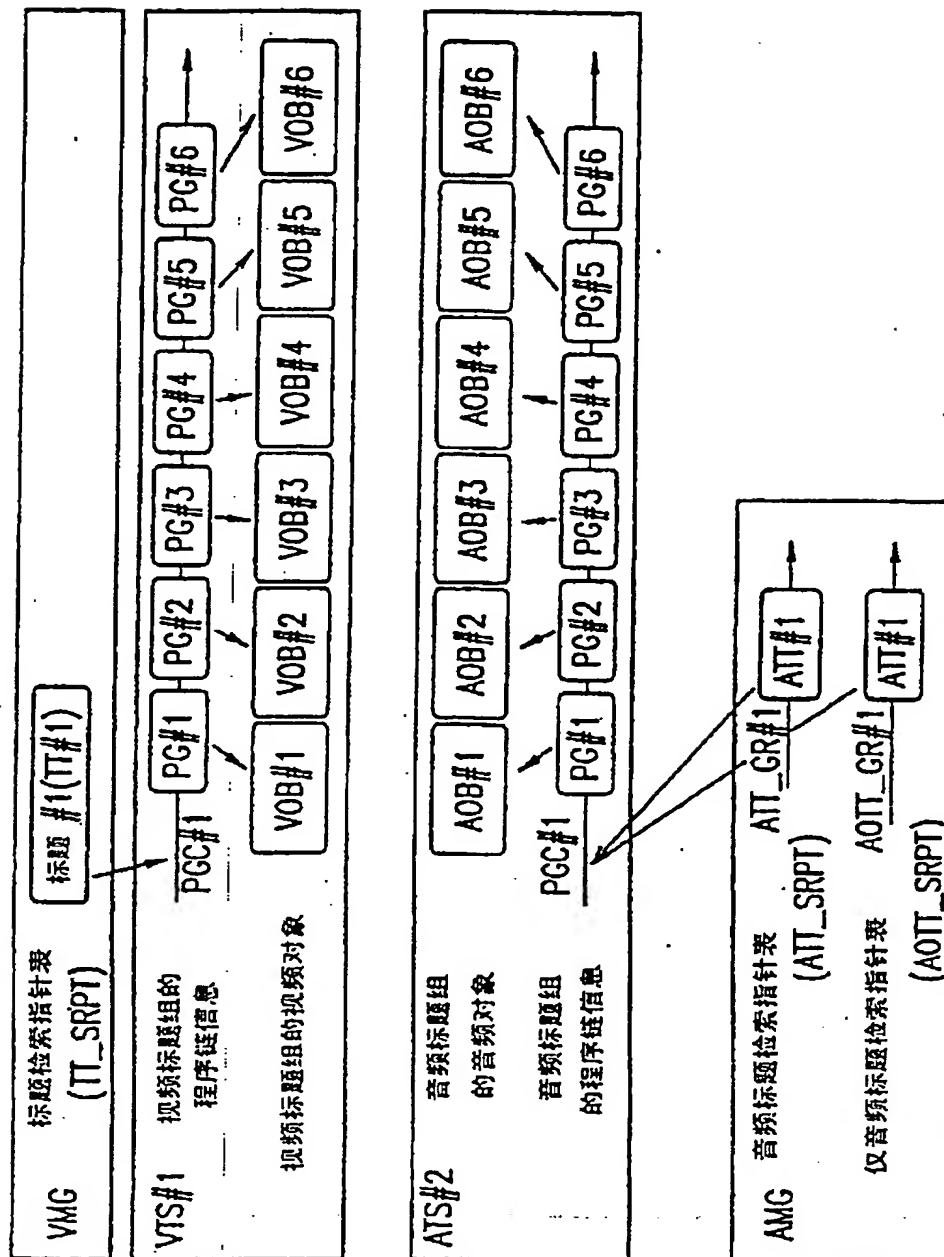 VMG
标题检索指针表
(TT_SRPT)
标题 #1(TT#1)
VTS#1
视频标题组的
程序链信息
PGC#1
PG#1
PG#2
PG#3
PG#4
PG#5
PG#6
视频标题组的视频对象
VOB#1
VOB#2
VOB#3
VOB#4
VOB#5
VOB#6
ATS#2
音频标题组
的音频对象
AOB#1
AOB#2
AOB#3
AOB#4
AOB#5
AOB#6
音频标题组
的程序链信息
PGC#1
PG#1
PG#2
PG#3
PG#4
PG#5
PG#6
AMG
音频标题检索指针表
(ATT_SRPT)
ATT_GR#1
ATT#1
仅音频标题检索指针表
(AOTT_SRPT)
AOTT_GR#1
ATT#1